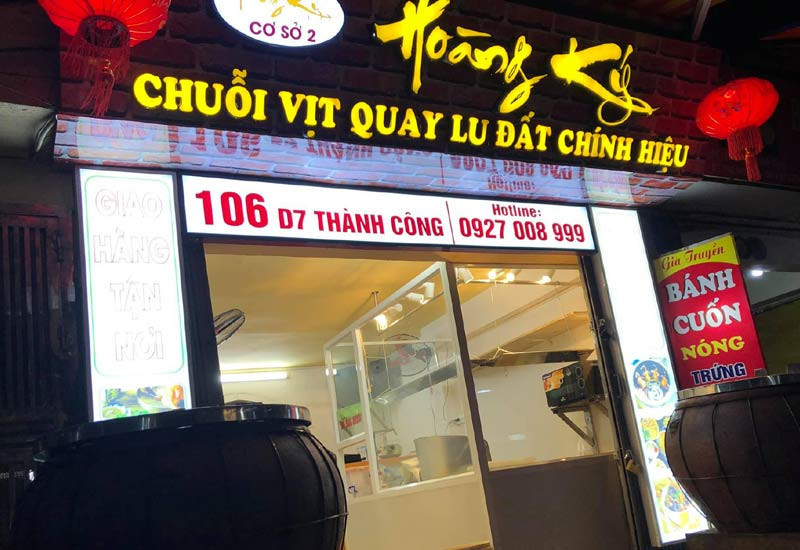 CƠ SỞ 2
Hoàng Ký
CHUỖI VỊT QUAY LU ĐẤT CHÍNH HIỆU
106 D7 THÀNH CÔNG
Hotline:
0927 008 999
GIAO
HÀNG
TẬN
NƠI
Gia Truyền
BÁNH
CUỐN
NÓNG
TRỨNG